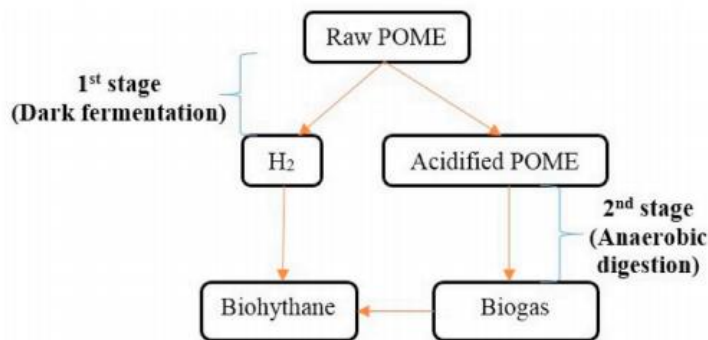 Raw POME
1st stage
(Dark fermentation)
H2
Acidified POME
2nd stage
(Anaerobic
digestion)
Biohythane
Biogas